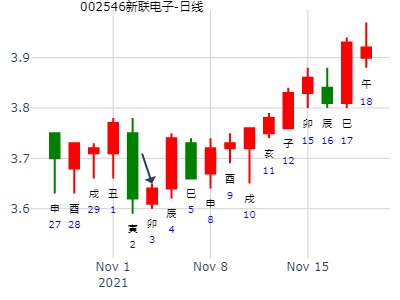 002546新联电子-日线
3.9
3.8
3.7
3.6
申
27
酉
28
戌
29
丑
1
寅
2
卯
3
辰
4
巳
5
申
8
酉
9
戌
10
亥
11
子
12
卯
15
辰
16
巳
17
午
18
Nov 1
2021
Nov 8
Nov 15